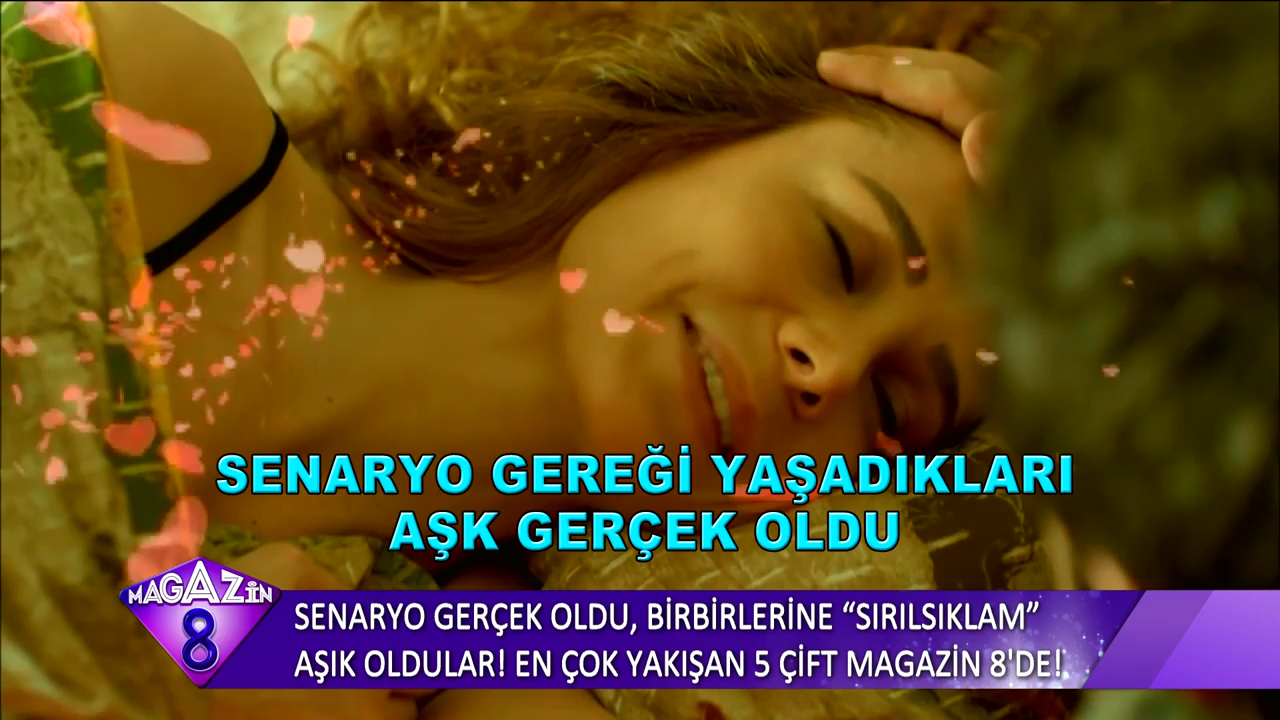 SENARYO GEREĞİ YAŞADIKLARI
AŞK GERÇEK OLDU
MAGAZİN
8
SENARYO GERÇEK OLDU, BİRBİRLERİNE “SIRILSIKLAM”
AŞIK OLDULAR! EN ÇOK YAKIŞAN 5 ÇİFT MAGAZİN 8'DE!